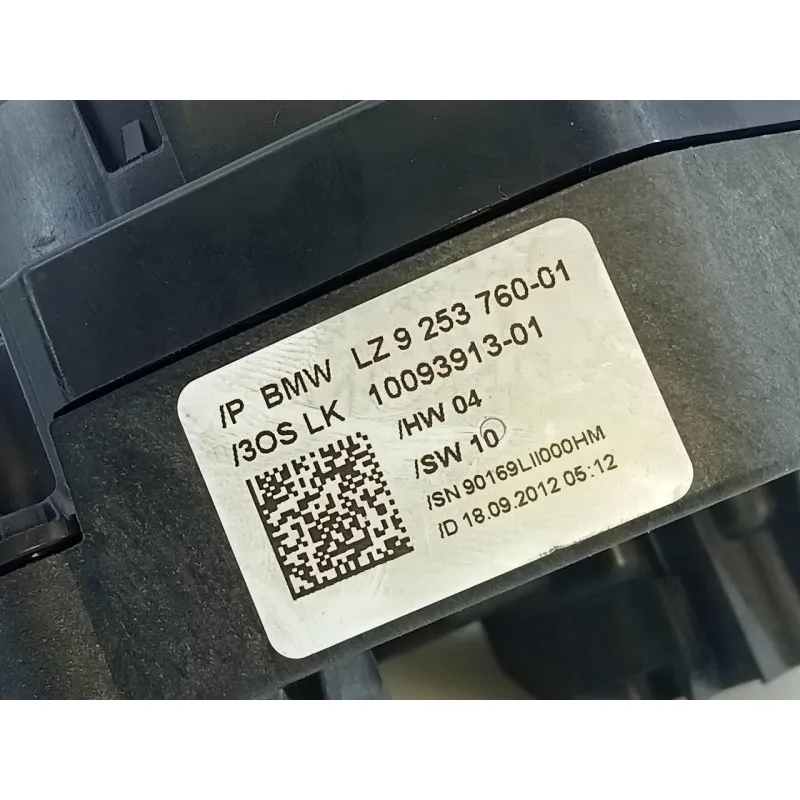 /P BMW LZ 9 253 760-01
/3OS LK 10093913-01
/HW 04
/SW 10
/SN 90169LII000HM
/D 18.09.2012 05:12